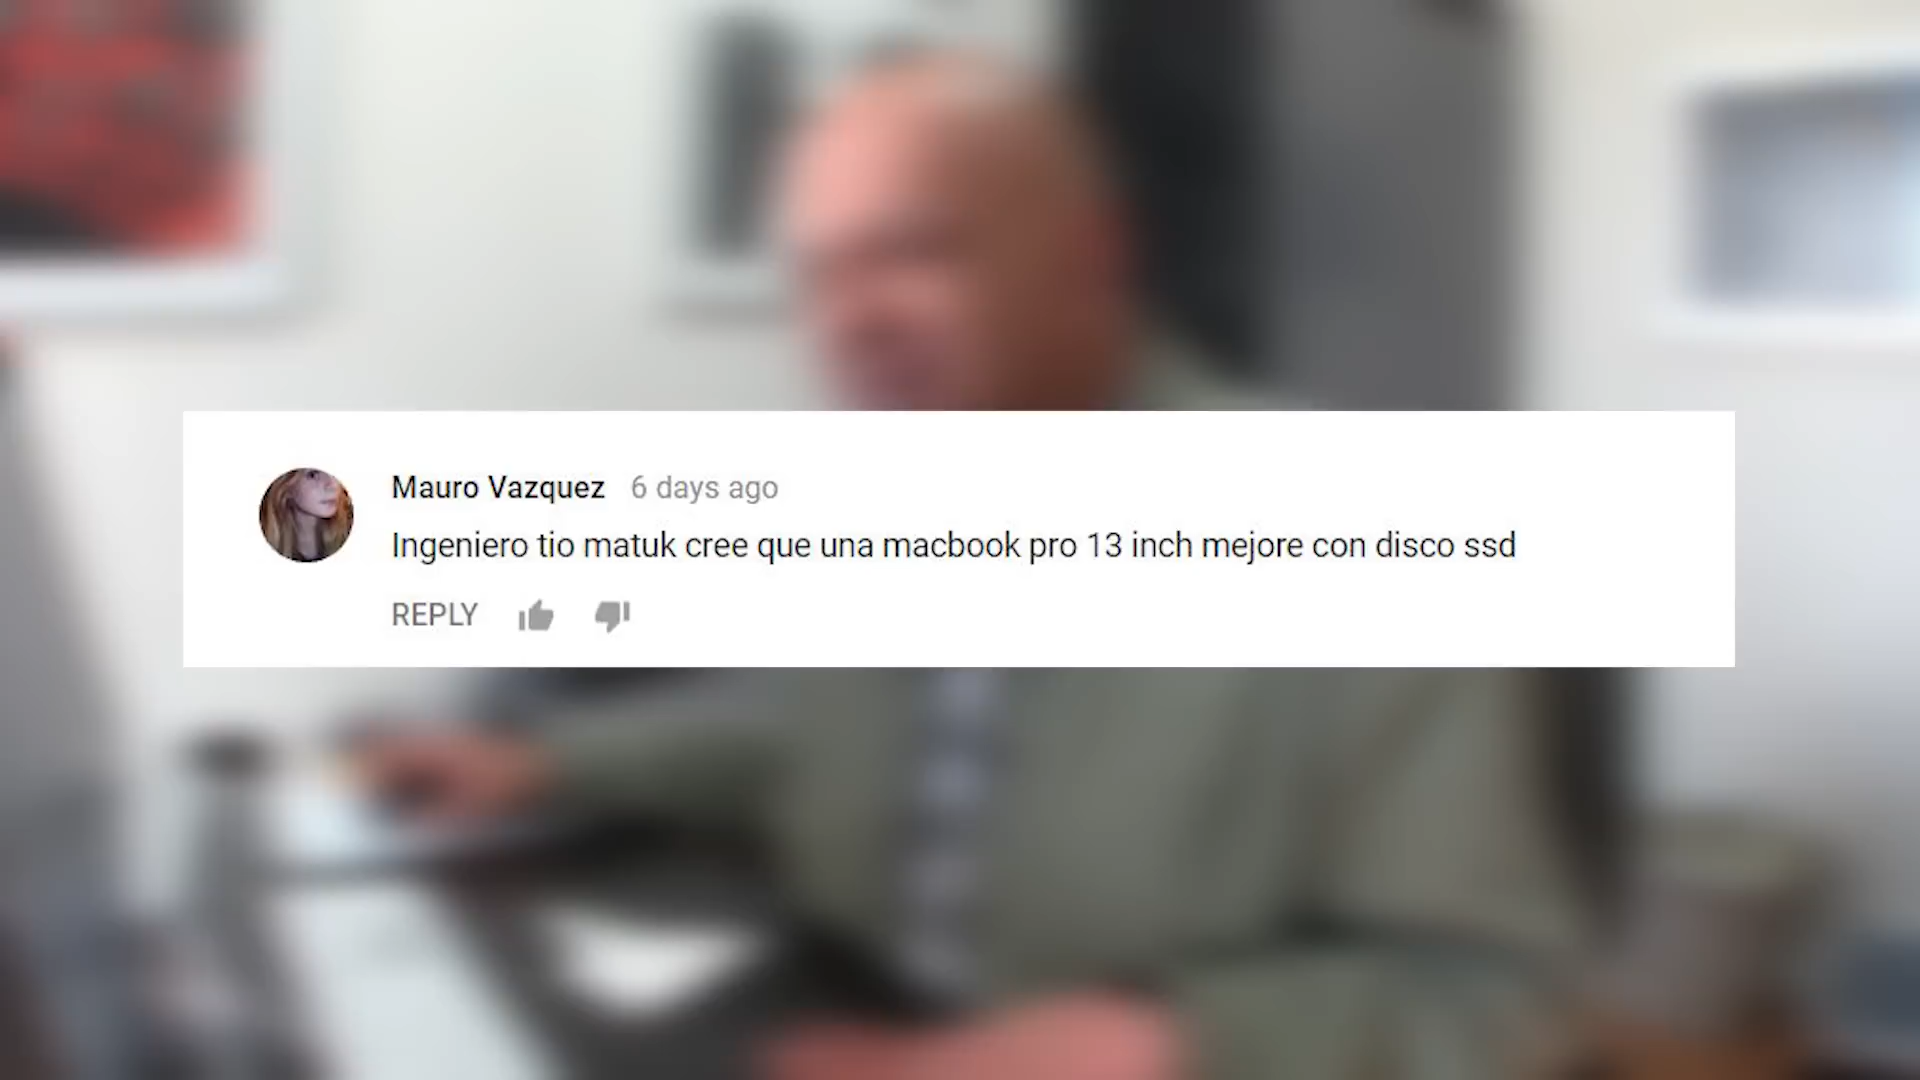 Mauro Vazquez 6 days ago
Ingeniero tio matuk cree que una macbook pro 13 inch mejore con disco ssd
REPLY